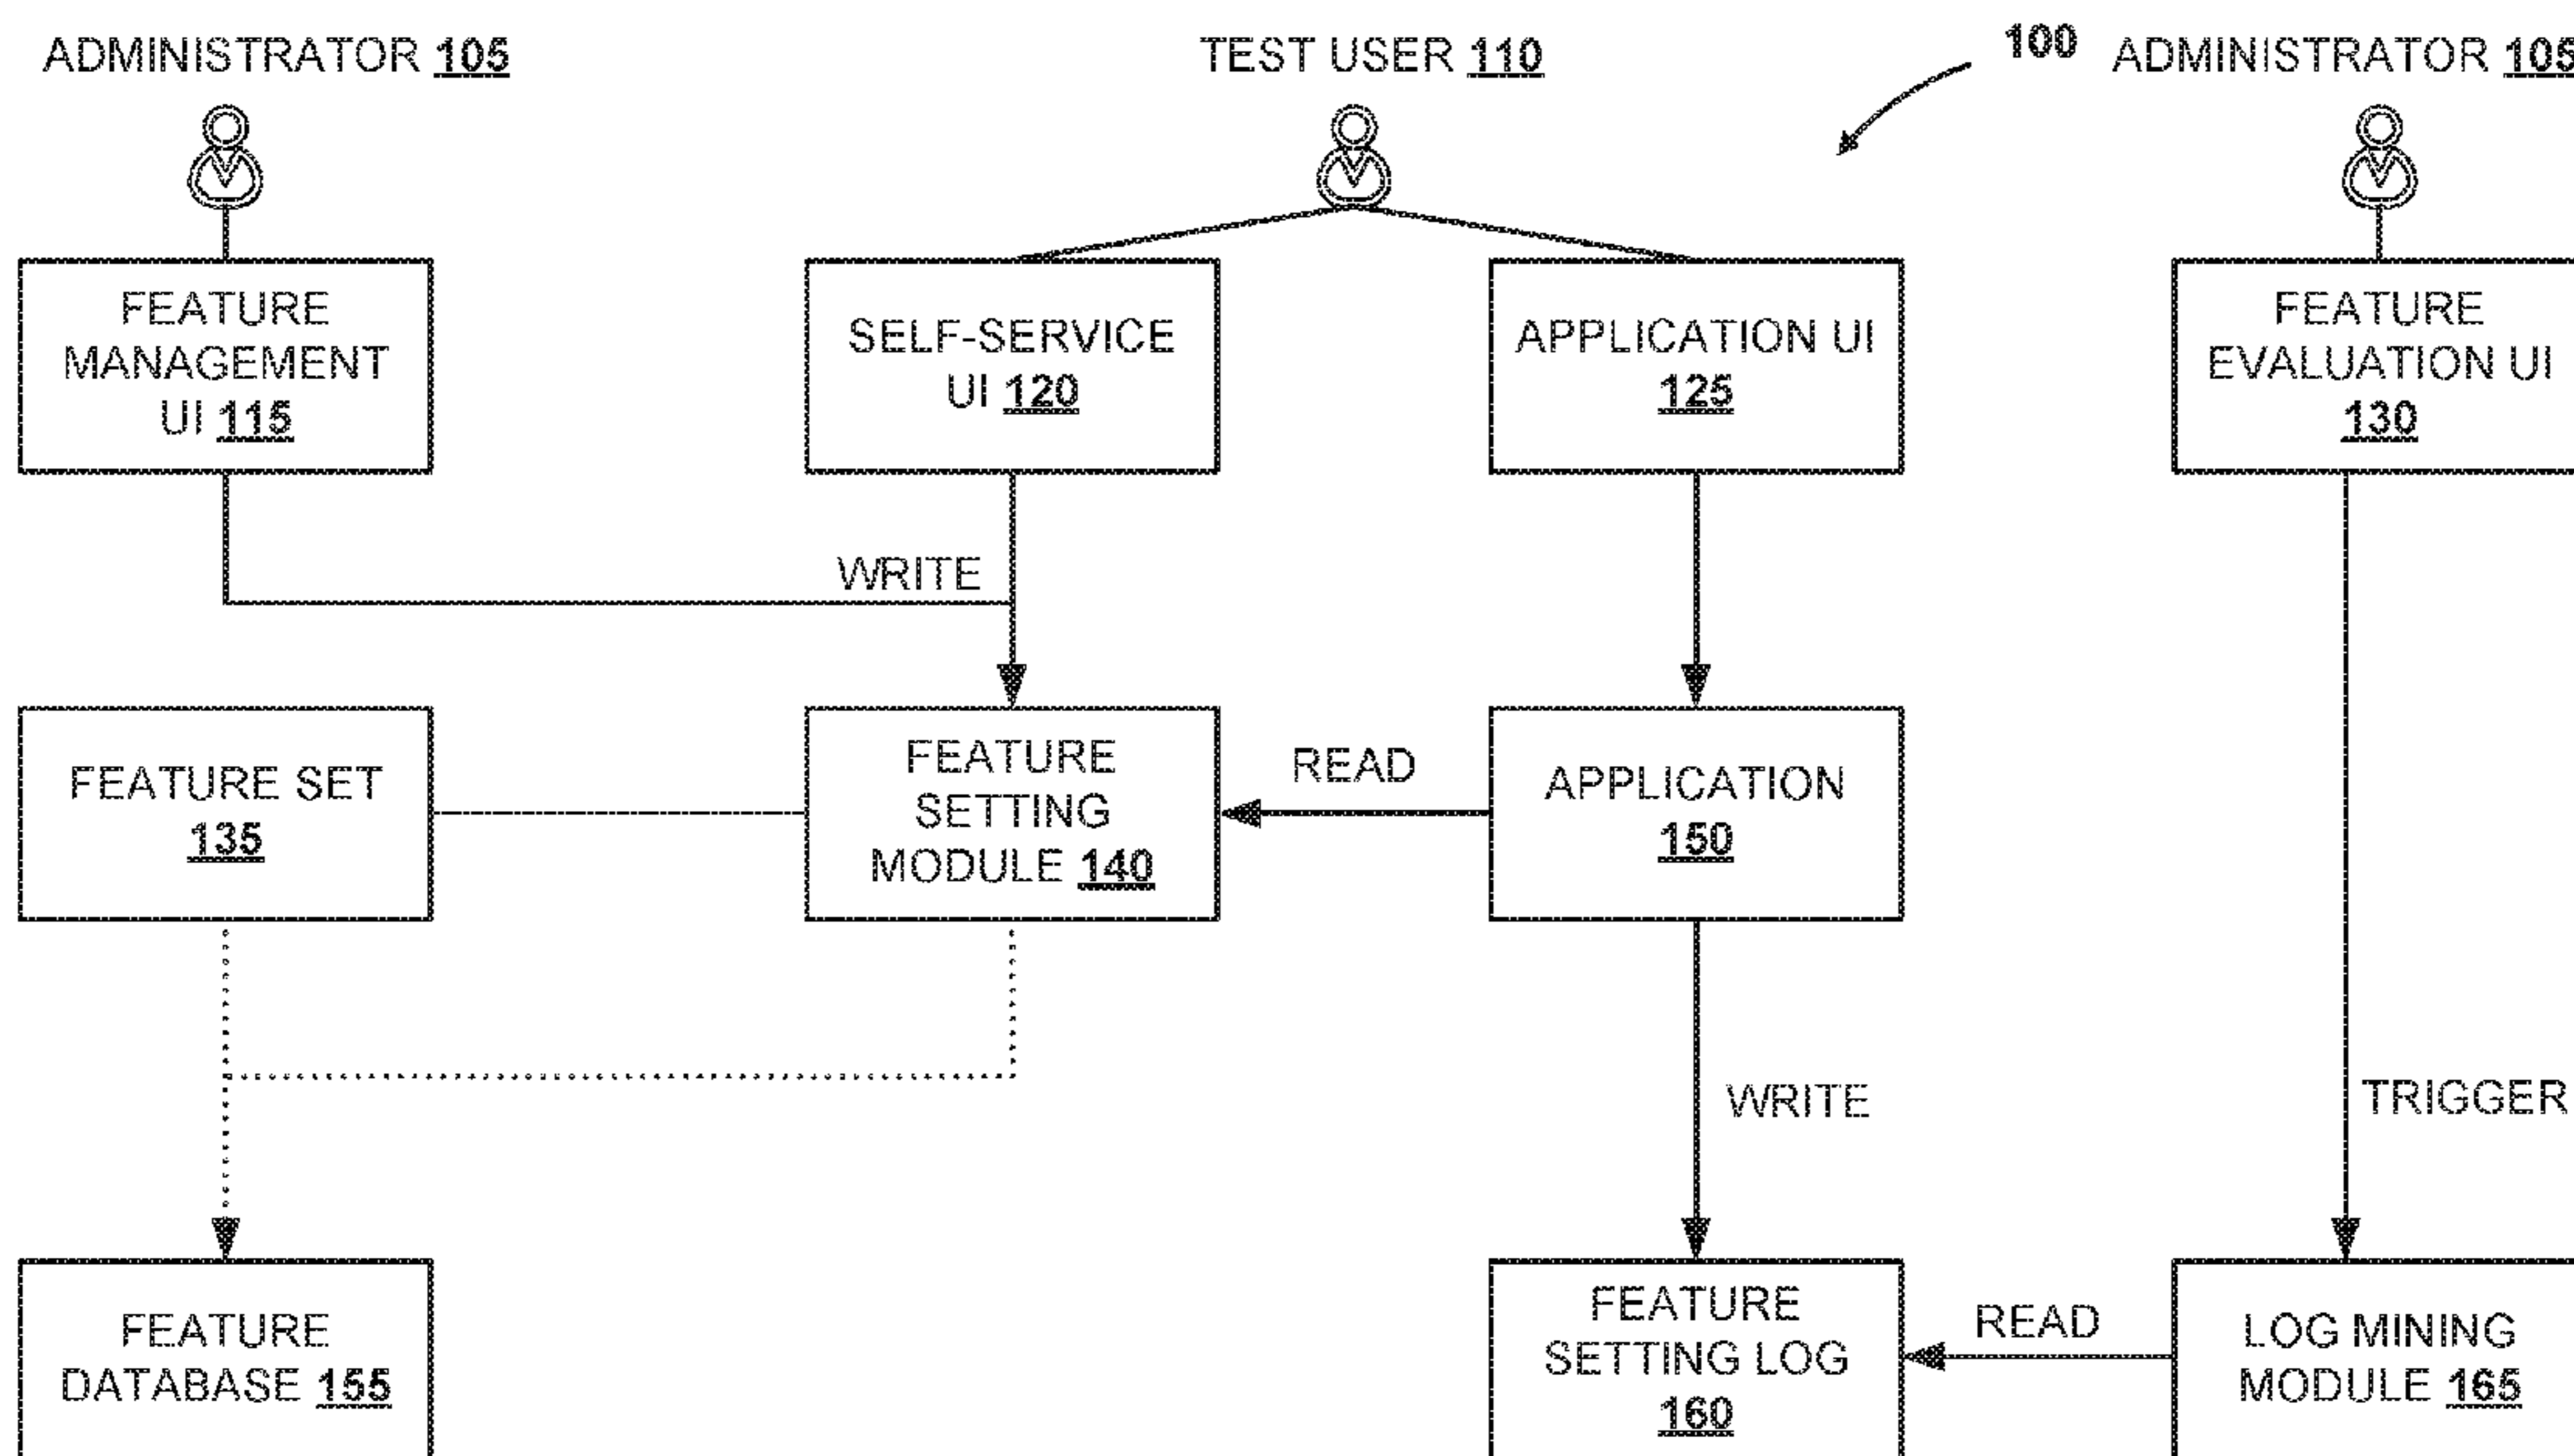 ADMINISTRATOR 105
TEST USER 110
100
ADMINISTRATOR 105
FEATURE
MANAGEMENT
UI 115
SELF-SERVICE
UI 120
APPLICATION UI
125
FEATURE
EVALUATION UI
130
WRITE
FEATURE SET
135
FEATURE
SETTING
MODULE 140
READ
APPLICATION
150
WRITE
TRIGGER
FEATURE
DATABASE 155
FEATURE
SETTING LOG
160
READ
LOG MINING
MODULE 165